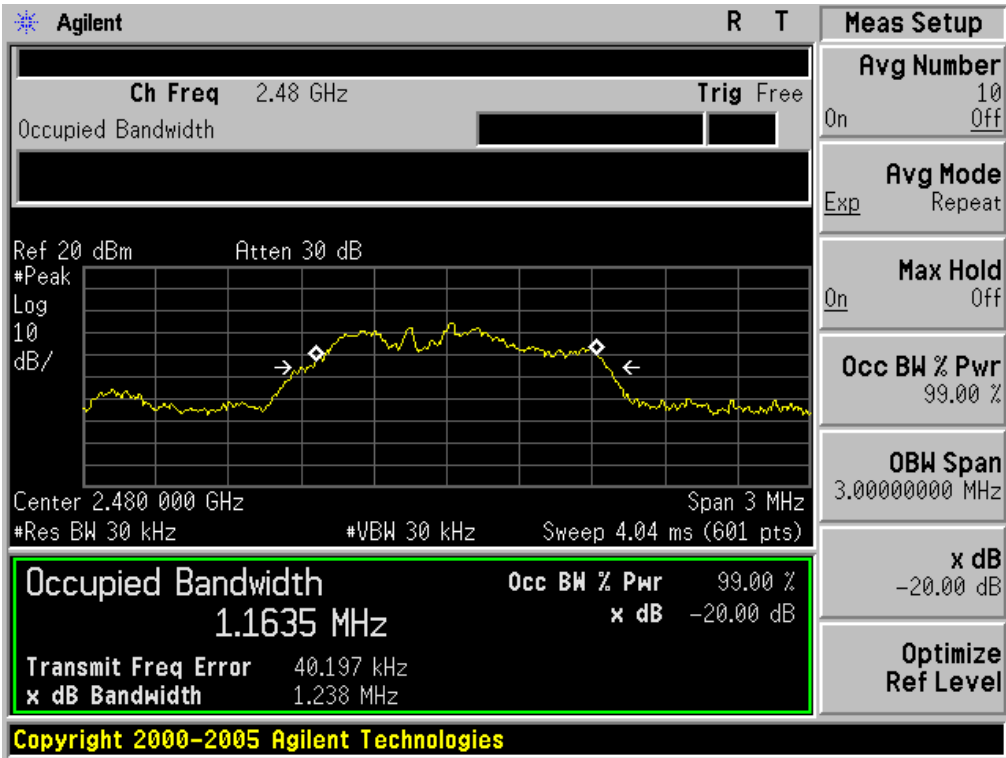 Agilent R T
Ch Freq 2.48 GHz Trig Free
Occupied Bandwidth
Ref 20 dBm Atten 30 dB
#Peak
Log
10
dB/
Center 2.480 000 GHz Span 3 MHz
#Res BW 30 kHz #VBW 30 kHz Sweep 4.04 ms (601 pts)
Occupied Bandwidth
1.1635 MHz
Occ BW % Pwr 99.00 %
x dB -20.00 dB
Transmit Freq Error 40.197 kHz
x dB Bandwidth 1.238 MHz
Copyright 2000-2005 Agilent Technologies
Meas Setup
Avg Number
10
On Off
Avg Mode
Exp Repeat
Max Hold
On Off
Occ BW % Pwr
99.00 %
OBW Span
3.00000000 MHz
x dB
-20.00 dB
Optimize
Ref Level